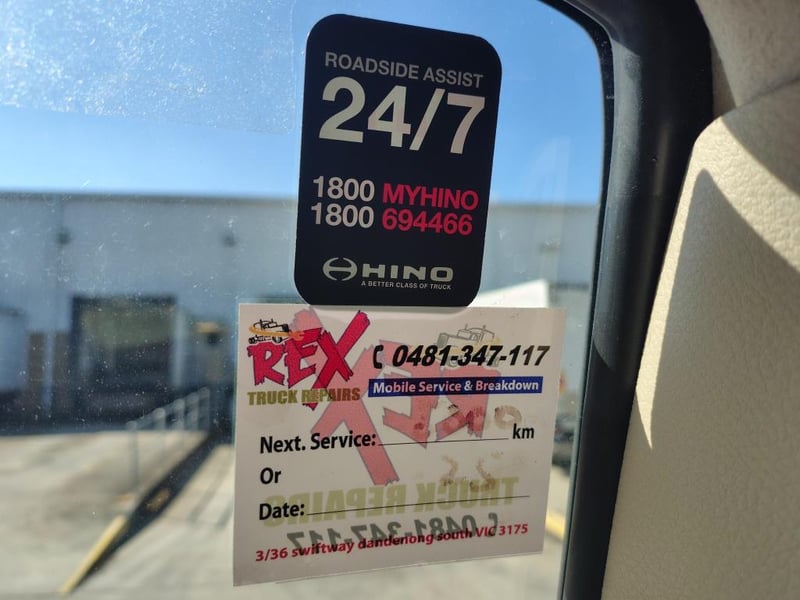 ROADSIDE ASSIST
24/7
1800 MYHINO
1800 694466
HINO
A BETTER CLASS OF TRUCK
REX
TRUCK REPAIRS
0481-347-117
Mobile Service & Breakdown
Next. Service: km
Or
Date:
3/36 swiftway dandenong south VIC 3175